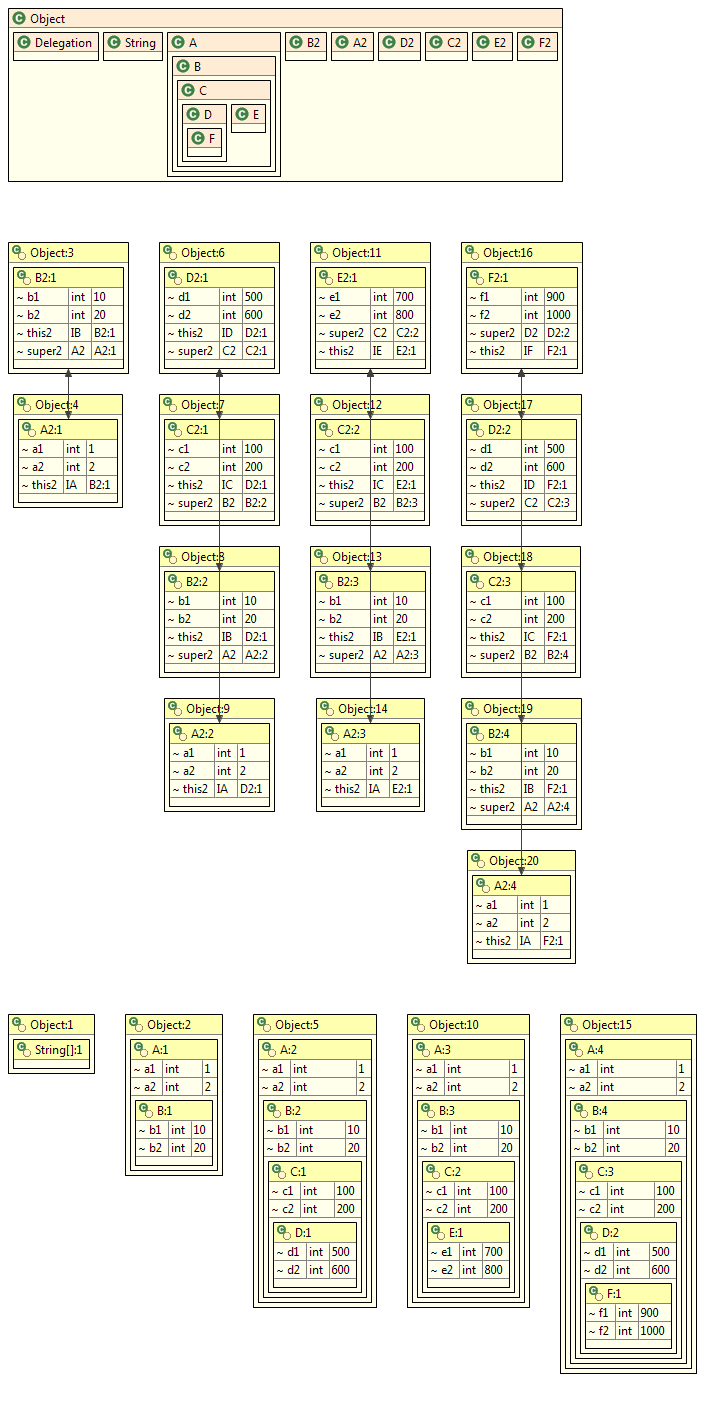 C Object
C Delegation C String C A C B2 C A2 C D2 C C2 C E2 C F2
C B
C C
C D C E
C F
C Object:3
C B2:1
~ b1 int 10
~ b2 int 20
~ this2 IB B2:1
~ super2 A2 A2:1
C Object:4
C A2:1
~ a1 int 1
~ a2 int 2
~ this2 IA B2:1
C Object:6
C D2:1
~ d1 int 500
~ d2 int 600
~ this2 ID D2:1
~ super2 C2 C2:1
C Object:7
C C2:1
~ c1 int 100
~ c2 int 200
~ this2 IC D2:1
~ super2 B2 B2:2
C Object:8
C B2:2
~ b1 int 10
~ b2 int 20
~ this2 IB D2:1
~ super2 A2 A2:2
C Object:9
C A2:2
~ a1 int 1
~ a2 int 2
~ this2 IA D2:1
C Object:11
C E2:1
~ e1 int 700
~ e2 int 800
~ super2 C2 C2:2
~ this2 IE E2:1
C Object:12
C C2:2
~ c1 int 100
~ c2 int 200
~ this2 IC E2:1
~ super2 B2 B2:3
C Object:13
C B2:3
~ b1 int 10
~ b2 int 20
~ this2 IB E2:1
~ super2 A2 A2:3
C Object:14
C A2:3
~ a1 int 1
~ a2 int 2
~ this2 IA E2:1
C Object:16
C F2:1
~ f1 int 900
~ f2 int 1000
~ super2 D2 D2:2
~ this2 IF F2:1
C Object:17
C D2:2
~ d1 int 500
~ d2 int 600
~ this2 ID F2:1
~ super2 C2 C2:3
C Object:18
C C2:3
~ c1 int 100
~ c2 int 200
~ this2 IC F2:1
~ super2 B2 B2:4
C Object:19
C B2:4
~ b1 int 10
~ b2 int 20
~ this2 IB F2:1
~ super2 A2 A2:4
C Object:20
C A2:4
~ a1 int 1
~ a2 int 2
~ this2 IA F2:1
C Object:1
C String[]:1
C Object:2
C A:1
~ a1 int 1
~ a2 int 2
C B:1
~ b1 int 10
~ b2 int 20
C Object:5
C A:2
~ a1 int 1
~ a2 int 2
C B:2
~ b1 int 10
~ b2 int 20
C C:1
~ c1 int 100
~ c2 int 200
C D:1
~ d1 int 500
~ d2 int 600
C Object:10
C A:3
~ a1 int 1
~ a2 int 2
C B:3
~ b1 int 10
~ b2 int 20
C C:2
~ c1 int 100
~ c2 int 200
C E:1
~ e1 int 700
~ e2 int 800
C Object:15
C A:4
~ a1 int 1
~ a2 int 2
C B:4
~ b1 int 10
~ b2 int 20
C C:3
~ c1 int 100
~ c2 int 200
C D:2
~ d1 int 500
~ d2 int 600
C F:1
~ f1 int 900
~ f2 int 1000